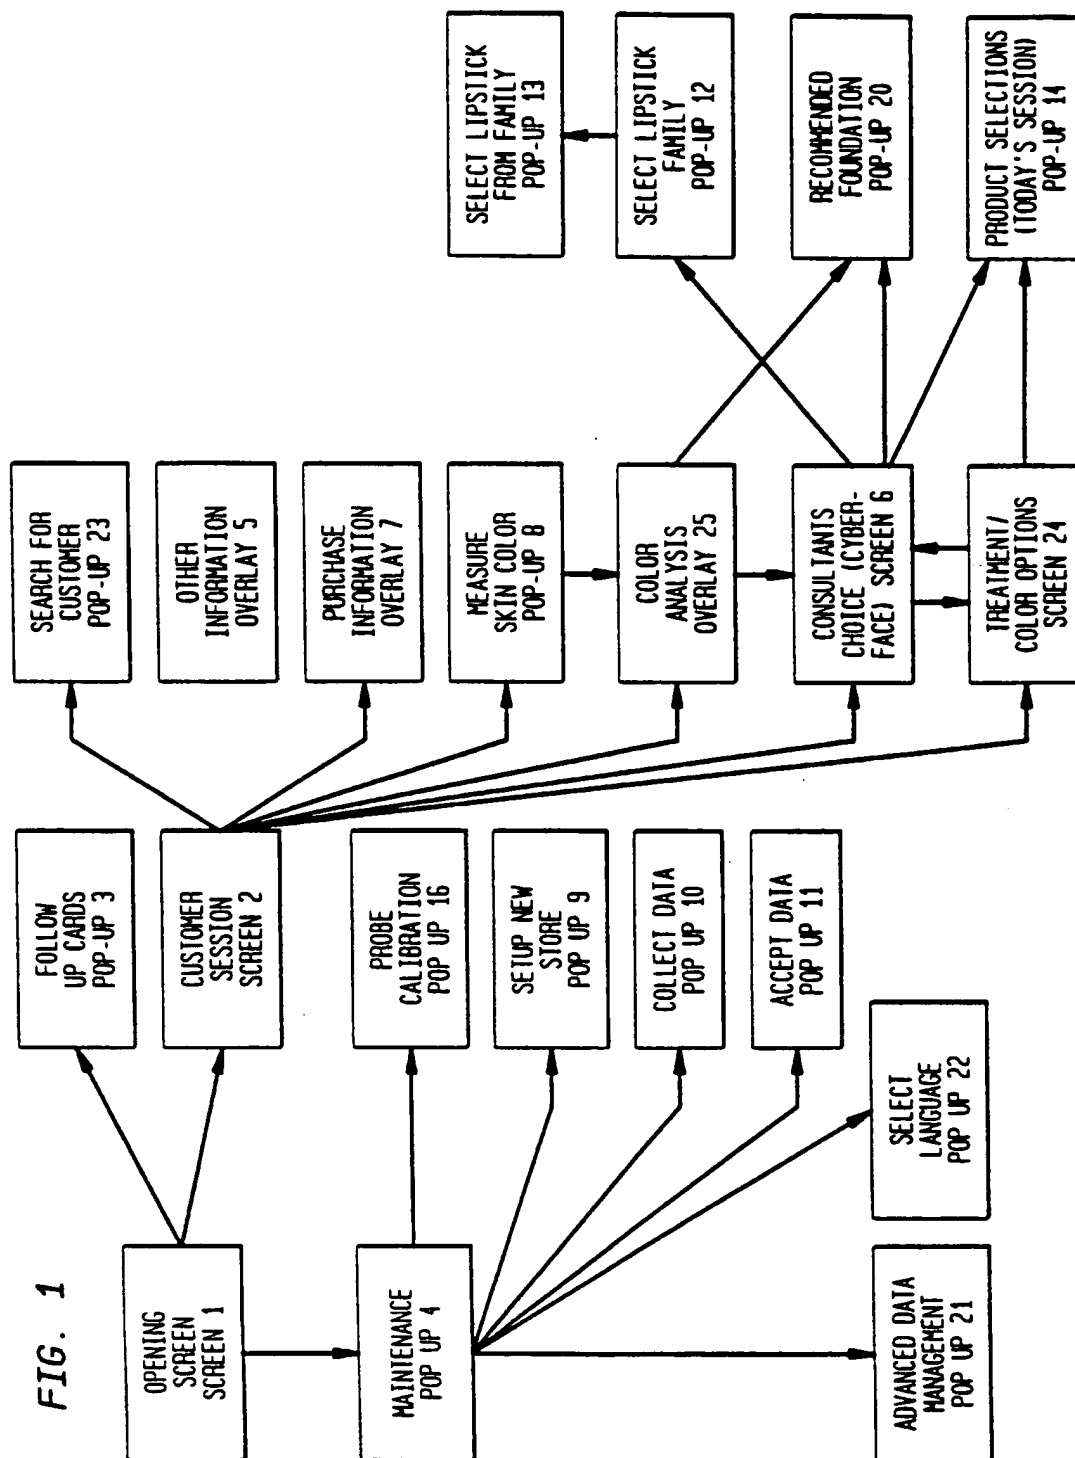 FIG. 1
OPENING
SCREEN
SCREEN 1
MAINTENANCE
POP UP 4
ADVANCED DATA
MANAGEMENT
POP UP 21
FOLLOW
UP CARDS
POP-UP 3
CUSTOMER
SESSION
SCREEN 2
PROBE
CALIBRATION
POP UP 16
SETUP NEW
STORE
POP UP 9
COLLECT DATA
POP UP 10
ACCEPT DATA
POP UP 11
SELECT
LANGUAGE
POP UP 22
SEARCH FOR
CUSTOMER
POP-UP 23
OTHER
INFORMATION
OVERLAY 5
PURCHASE
INFORMATION
OVERLAY 7
MEASURE
SKIN COLOR
POP-UP 8
COLOR
ANALYSIS
OVERLAY 25
CONSULTANTS
CHOICE (CYBER-
FACE) SCREEN 6
TREATMENT/
COLOR OPTIONS
SCREEN 24
SELECT LIPSTICK
FROM FAMILY
POP-UP 13
SELECT LIPSTICK
FAMILY
POP-UP 12
RECOMMENDED
FOUNDATION
POP-UP 20
PRODUCT SELECTIONS
(TODAY'S SESSION)
POP-UP 14